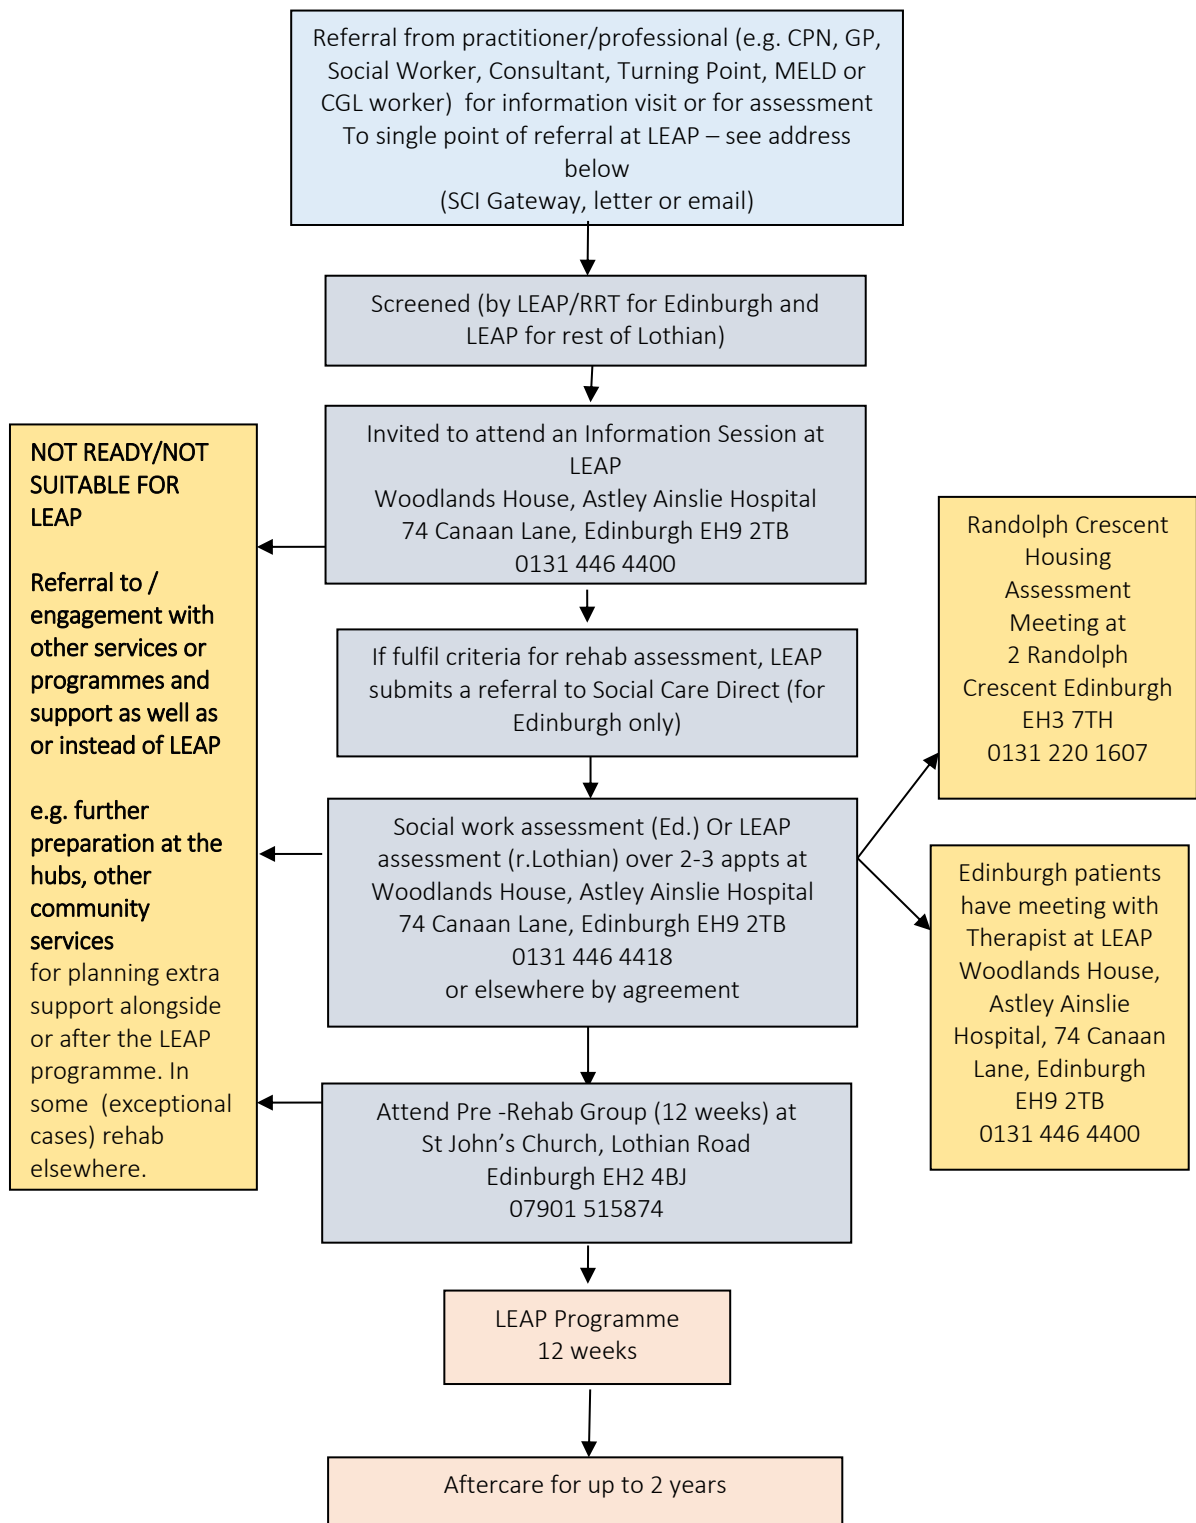 Referral from practitioner/professional (e.g. CPN, GP,
Social Worker, Consultant, Turning Point, MELD or
CGL worker)  for information visit or for assessment
To single point of referral at LEAP – see address
below
(SCI Gateway, letter or email)
Screened (by LEAP/RRT for Edinburgh and
LEAP for rest of Lothian)
Invited to attend an Information Session at
LEAP
Woodlands House, Astley Ainslie Hospital
74 Canaan Lane, Edinburgh EH9 2TB
0131 446 4400
NOT READY/NOT
SUITABLE FOR
LEAP
Referral to /
engagement with
other services or
programmes and
support as well as
or instead of LEAP
e.g. further
preparation at the
hubs, other
community
services
for planning extra
support alongside
or after the LEAP
programme. In
some  (exceptional
cases) rehab
elsewhere.
If fulfil criteria for rehab assessment, LEAP
submits a referral to Social Care Direct (for
Edinburgh only)
Randolph Crescent
Housing
Assessment
Meeting at
2 Randolph
Crescent Edinburgh
EH3 7TH
0131 220 1607
Social work assessment (Ed.) Or LEAP
assessment (r.Lothian) over 2-3 appts at
Woodlands House, Astley Ainslie Hospital
74 Canaan Lane, Edinburgh EH9 2TB
0131 446 4418
or elsewhere by agreement
Edinburgh patients
have meeting with
Therapist at LEAP
Woodlands House,
Astley Ainslie
Hospital, 74 Canaan
Lane, Edinburgh
EH9 2TB
0131 446 4400
Attend Pre -Rehab Group (12 weeks) at
St John’s Church, Lothian Road
Edinburgh EH2 4BJ
07901 515874
LEAP Programme
12 weeks
Aftercare for up to 2 years